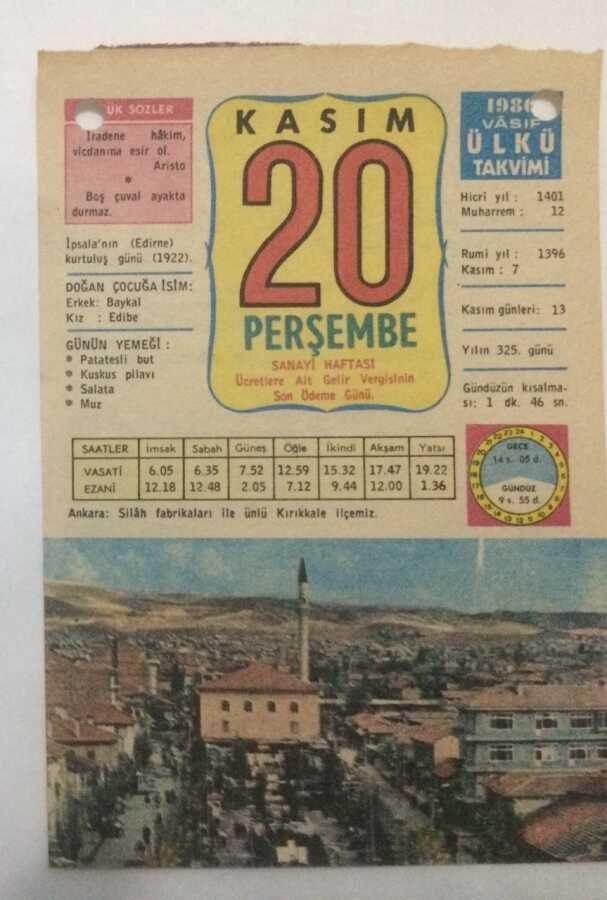 ÜK SÖZLER
İradene hâkim,
vicdanına esir ol.
Aristo
*
Boş çuval ayakta
durmaz.
İpsala'nın (Edirne)
kurtuluş günü (1922).
DOĞAN ÇOCUĞA İSİM:
Erkek: Baykal
Kız : Edibe
GÜNÜN YEMEĞİ :
* Patatesli but
* Kuskus pilavı
* Salata
* Muz
KASIM
20
PERŞEMBE
SANAYİ HAFTASI
Ücretlere Ait Gelir Vergisinin
Son Ödeme Günü.
1980
VÂSIF
ÜLKÜ
TAKVİMİ
Hicrî yıl : 1401
Muharrem : 12
Rumî yıl : 1396
Kasım : 7
Kasım günleri: 13
Yılın 325. günü
Gündüzün kısalma-
sı: 1 dk. 46 sn.
SAATLER İmsak Sabah Güneş Öğle İkindi Akşam Yatsı
VASATİ 6.05 6.35 7.52 12.59 15.32 17.47 19.22
EZANİ 12.18 12.48 2.05 7.12 9.44 12.00 1.36
GECE
14 s. 05 d.
GÜNDÜZ
9 s. 55 d.
Ankara: Silâh fabrikaları ile ünlü Kırıkkale ilçemiz.